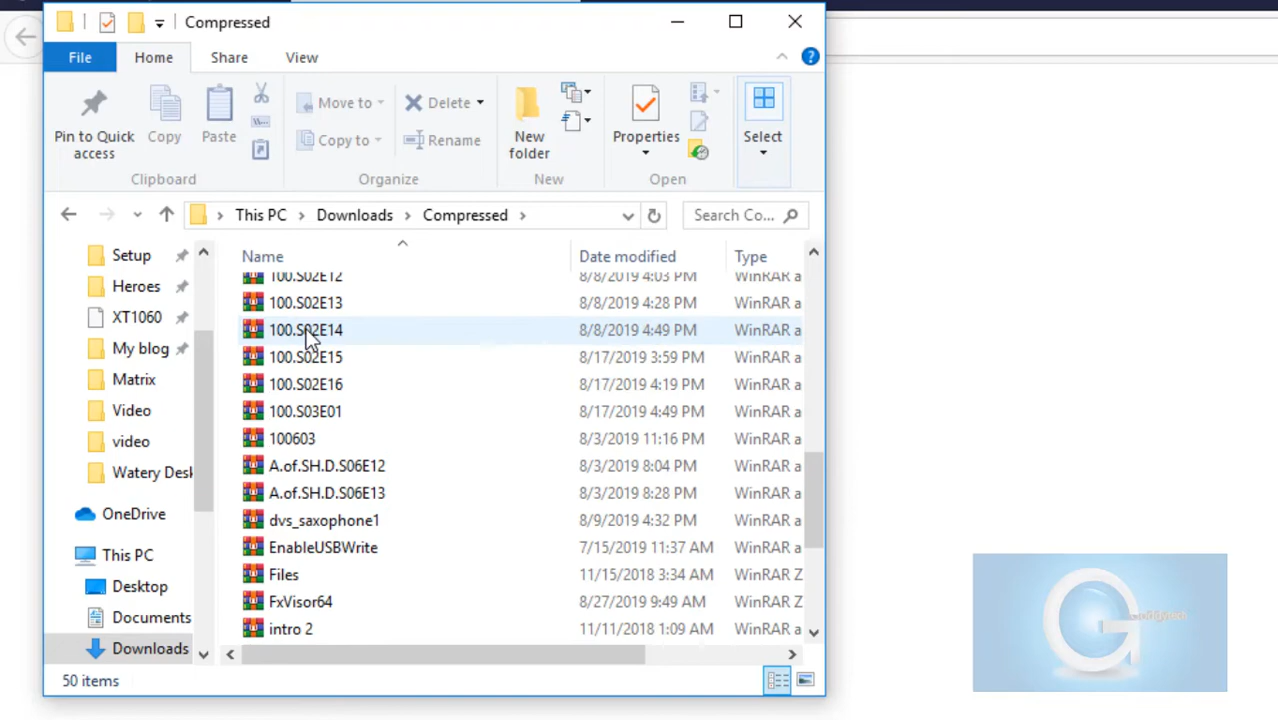 Compressed
File Home Share View
Pin to Quick access
Copy
Paste
Move to
Copy to
Delete
Rename
New folder
Properties
Select
Clipboard
Organize
New
Open
This PC > Downloads > Compressed >
Search Co...
Setup
Heroes
XT1060
My blog
Matrix
Video
video
Watery Desk
OneDrive
This PC
Desktop
Documents
Downloads
Name Date modified Type
100.S02E12 8/8/2019 4:03 PM WinRAR a
100.S02E13 8/8/2019 4:28 PM WinRAR a
100.S02E14 8/8/2019 4:49 PM WinRAR a
100.S02E15 8/17/2019 3:59 PM WinRAR a
100.S02E16 8/17/2019 4:19 PM WinRAR a
100.S03E01 8/17/2019 4:49 PM WinRAR a
100603 8/3/2019 11:16 PM WinRAR a
A.of.SH.D.S06E12 8/3/2019 8:04 PM WinRAR a
A.of.SH.D.S06E13 8/3/2019 8:28 PM WinRAR a
dvs_saxophone1 8/9/2019 4:32 PM WinRAR a
EnableUSBWrite 7/15/2019 11:37 AM WinRAR a
Files 11/15/2018 3:34 AM WinRAR Z
FxVisor64 8/27/2019 9:49 AM WinRAR Z
intro 2 11/11/2018 1:09 AM WinRAR a
50 items